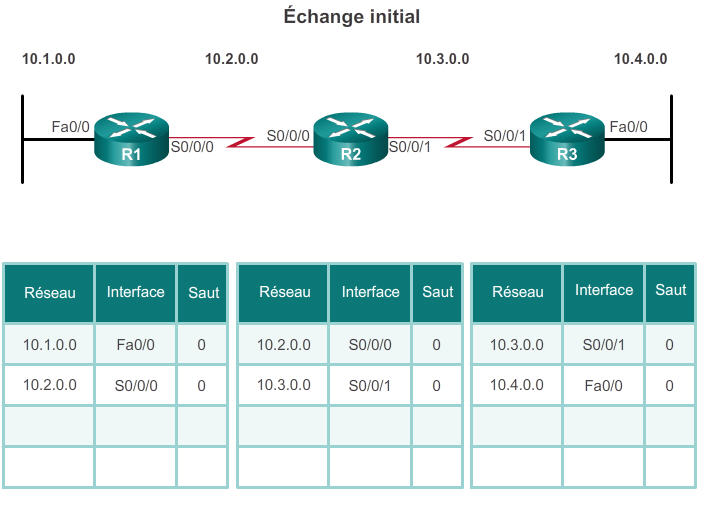 Échange initial
10.1.0.0 10.2.0.0 10.3.0.0 10.4.0.0
Fa0/0 R1 S0/0/0 S0/0/0 R2 S0/0/1 S0/0/1 R3 Fa0/0
Réseau Interface Saut Réseau Interface Saut Réseau Interface Saut
10.1.0.0 Fa0/0 0 10.2.0.0 S0/0/0 0 10.3.0.0 S0/0/1 0
10.2.0.0 S0/0/0 0 10.3.0.0 S0/0/1 0 10.4.0.0 Fa0/0 0